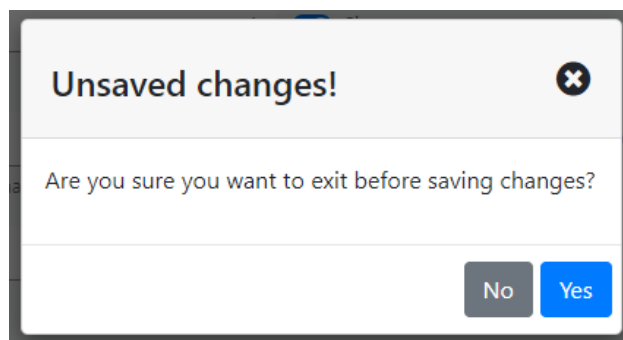 Unsaved changes!
Are you sure you want to exit before saving changes?
No Yes